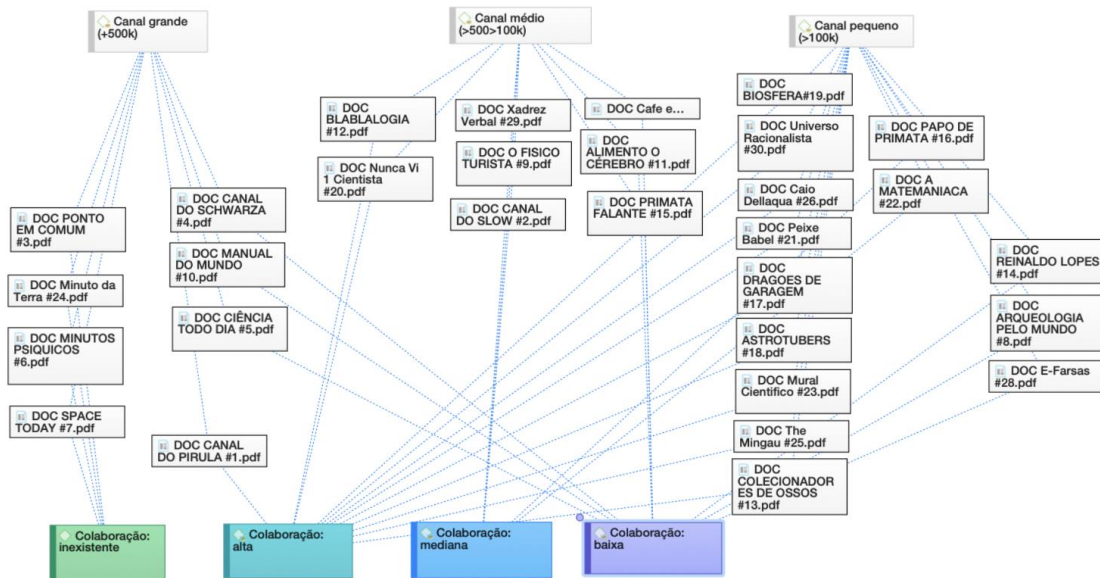 Canal grande
(+500k)
Canal médio
(>500>100k)
Canal pequeno
(>100k)
DOC PONTO
EM COMUM
#3.pdf
DOC Minuto da
Terra #24.pdf
DOC MINUTOS
PSIQUICOS
#6.pdf
DOC SPACE
TODAY #7.pdf
DOC CANAL
DO SCHWARZA
#4.pdf
DOC MANUAL
DO MUNDO
#10.pdf
DOC CIÊNCIA
TODO DIA #5.pdf
DOC CANAL
DO PIRULA #1.pdf
DOC
BLABLALOGIA
#12.pdf
DOC Nunca Vi
1 Cientista
#20.pdf
DOC Xadrez
Verbal #29.pdf
DOC O FISICO
TURISTA #9.pdf
DOC CANAL
DO SLOW #2.pdf
DOC Cafe e...
DOC
ALIMENTO O
CÉREBRO #11.pdf
DOC PRIMATA
FALANTE #15.pdf
DOC
BIOSFERA#19.pdf
DOC Universo
Racionalista
#30.pdf
DOC Caio
Dellaqua #26.pdf
DOC Peixe
Babel #21.pdf
DOC
DRAGOES DE
GARAGEM
#17.pdf
DOC
ASTROTUBERS
#18.pdf
DOC Mural
Cientifico #23.pdf
DOC The
Mingau #25.pdf
DOC
COLECIONADOR
ES DE OSSOS
#13.pdf
DOC PAPO DE
PRIMATA #16.pdf
DOC A
MATEMANIACA
#22.pdf
DOC
REINALDO LOPES
#14.pdf
DOC
ARQUEOLOGIA
PELO MUNDO
#8.pdf
DOC E-Farsas
#28.pdf
Colaboração:
inexistente
Colaboração:
alta
Colaboração:
mediana
Colaboração:
baixa